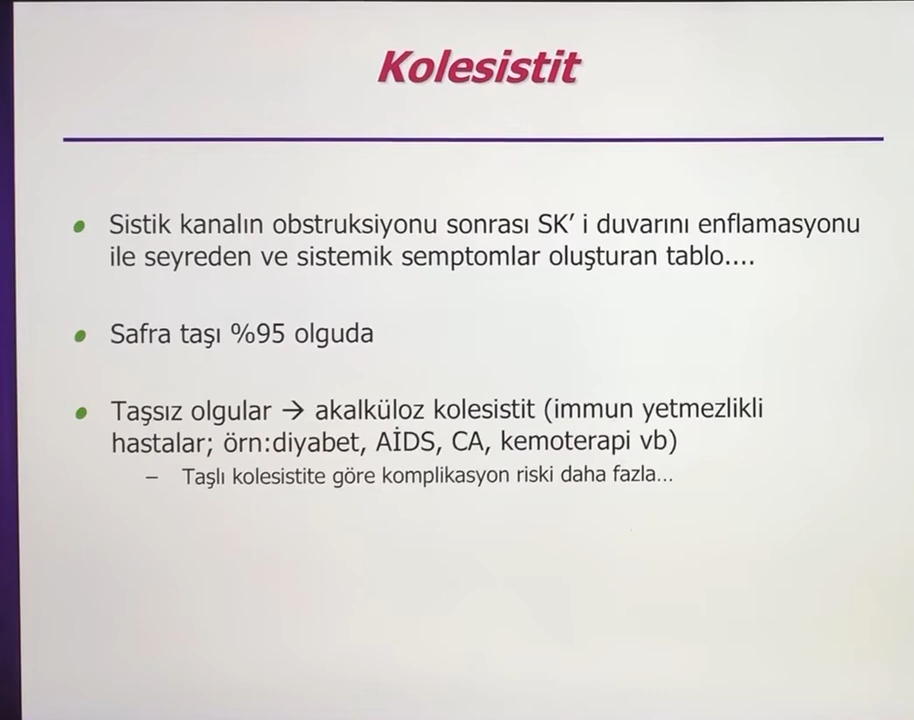 Kolesistit
• Sistik kanalın obstruksiyonu sonrası SK' i duvarını enflamasyonu
ile seyreden ve sistemik semptomlar oluşturan tablo....
• Safra taşı %95 olguda
• Taşsız olgular → akalküloz kolesistit (immun yetmezlikli
hastalar; örn:diyabet, AİDS, CA, kemoterapi vb)
– Taşlı kolesistite göre komplikasyon riski daha fazla...